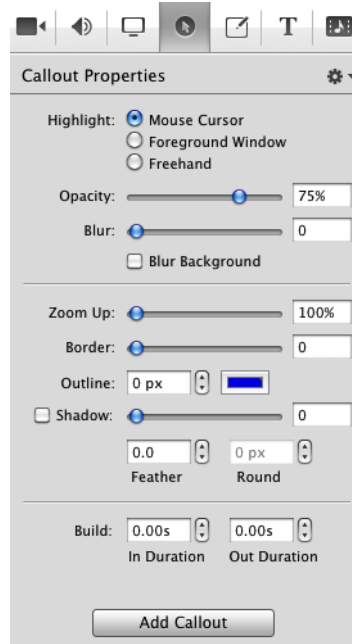 T
Callout Properties
Highlight: Mouse Cursor
Foreground Window
Freehand
Opacity: 75%
Blur: 0
Blur Background
Zoom Up: 100%
Border: 0
Outline: 0 px
Shadow: 0
0.0 0 px
Feather Round
Build: 0.00s 0.00s
In Duration Out Duration
Add Callout